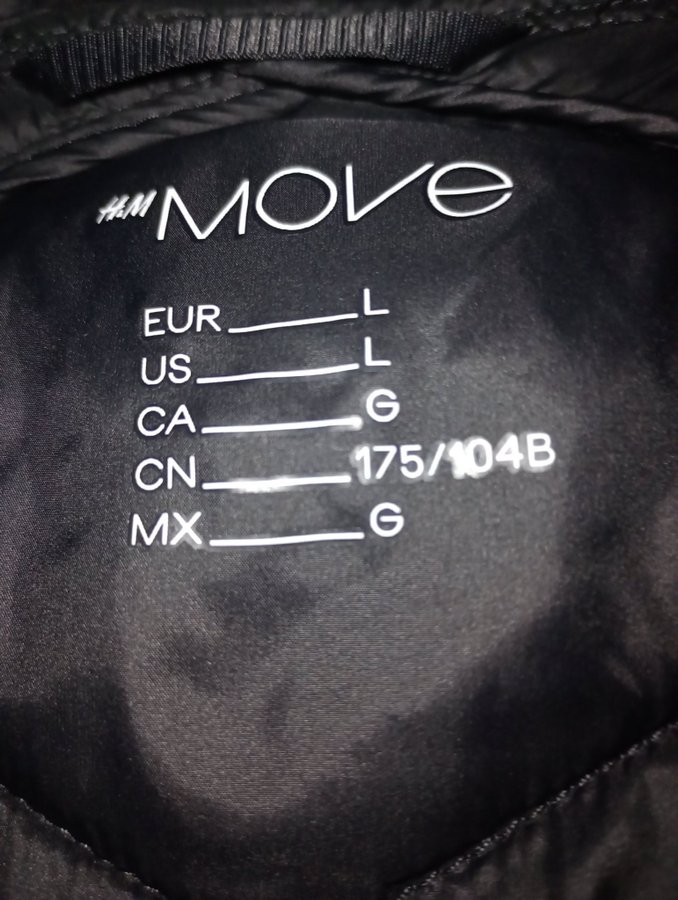 H&M MOVE
EUR L
US L
CA G
CN 175/104B
MX G